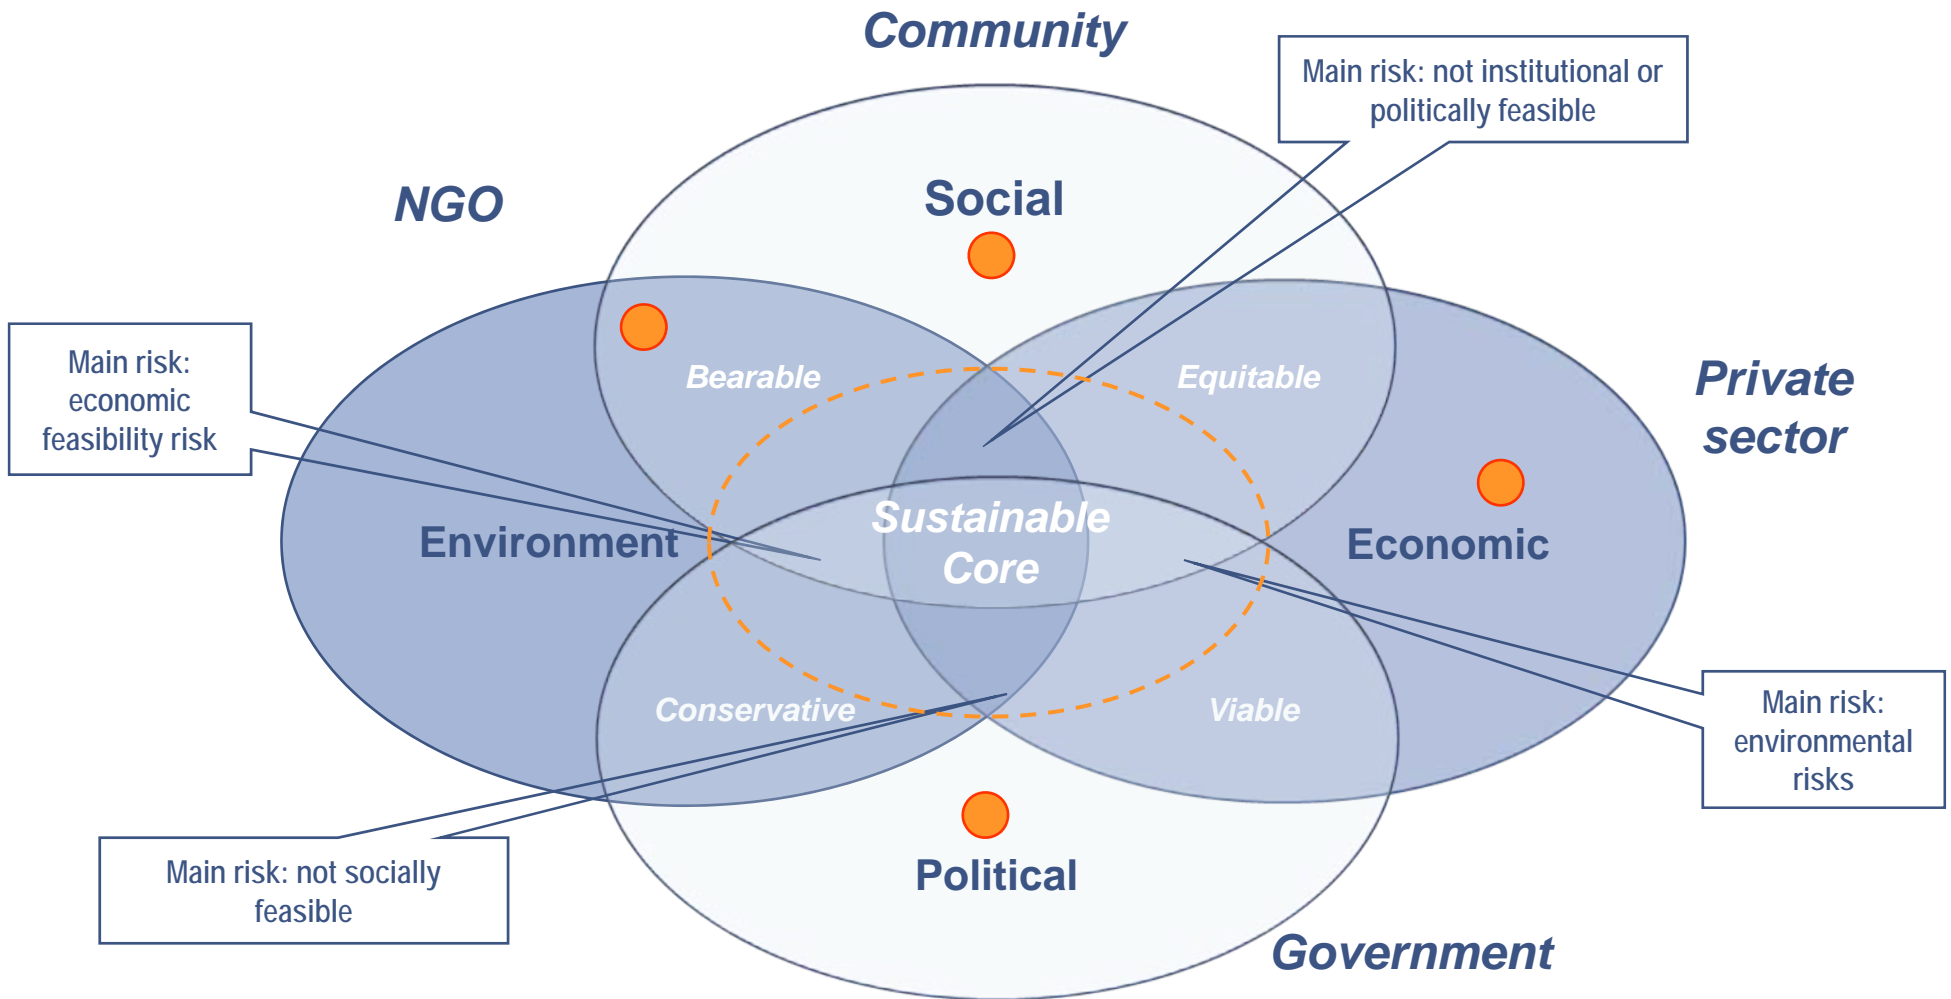 Community
Main risk: not institutional or
politically feasible
NGO
Social
Main risk:
economic
feasibility risk
Bearable
Equitable
Private
sector
Environment
Sustainable
Core
Economic
Conservative
Viable
Main risk:
environmental
risks
Main risk: not socially
feasible
Political
Government